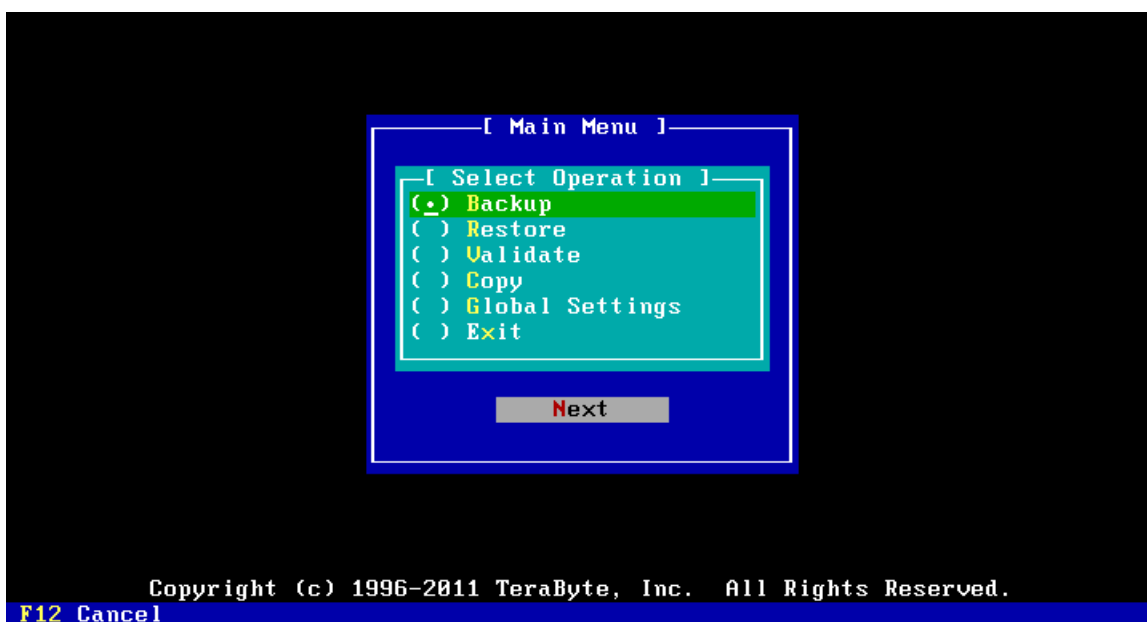 [ Main Menu ]
[ Select Operation ]
(•) Backup
( ) Restore
( ) Validate
( ) Copy
( ) Global Settings
( ) Exit
Next
Copyright (c) 1996-2011 TeraByte, Inc.  All Rights Reserved.
F12 Cancel